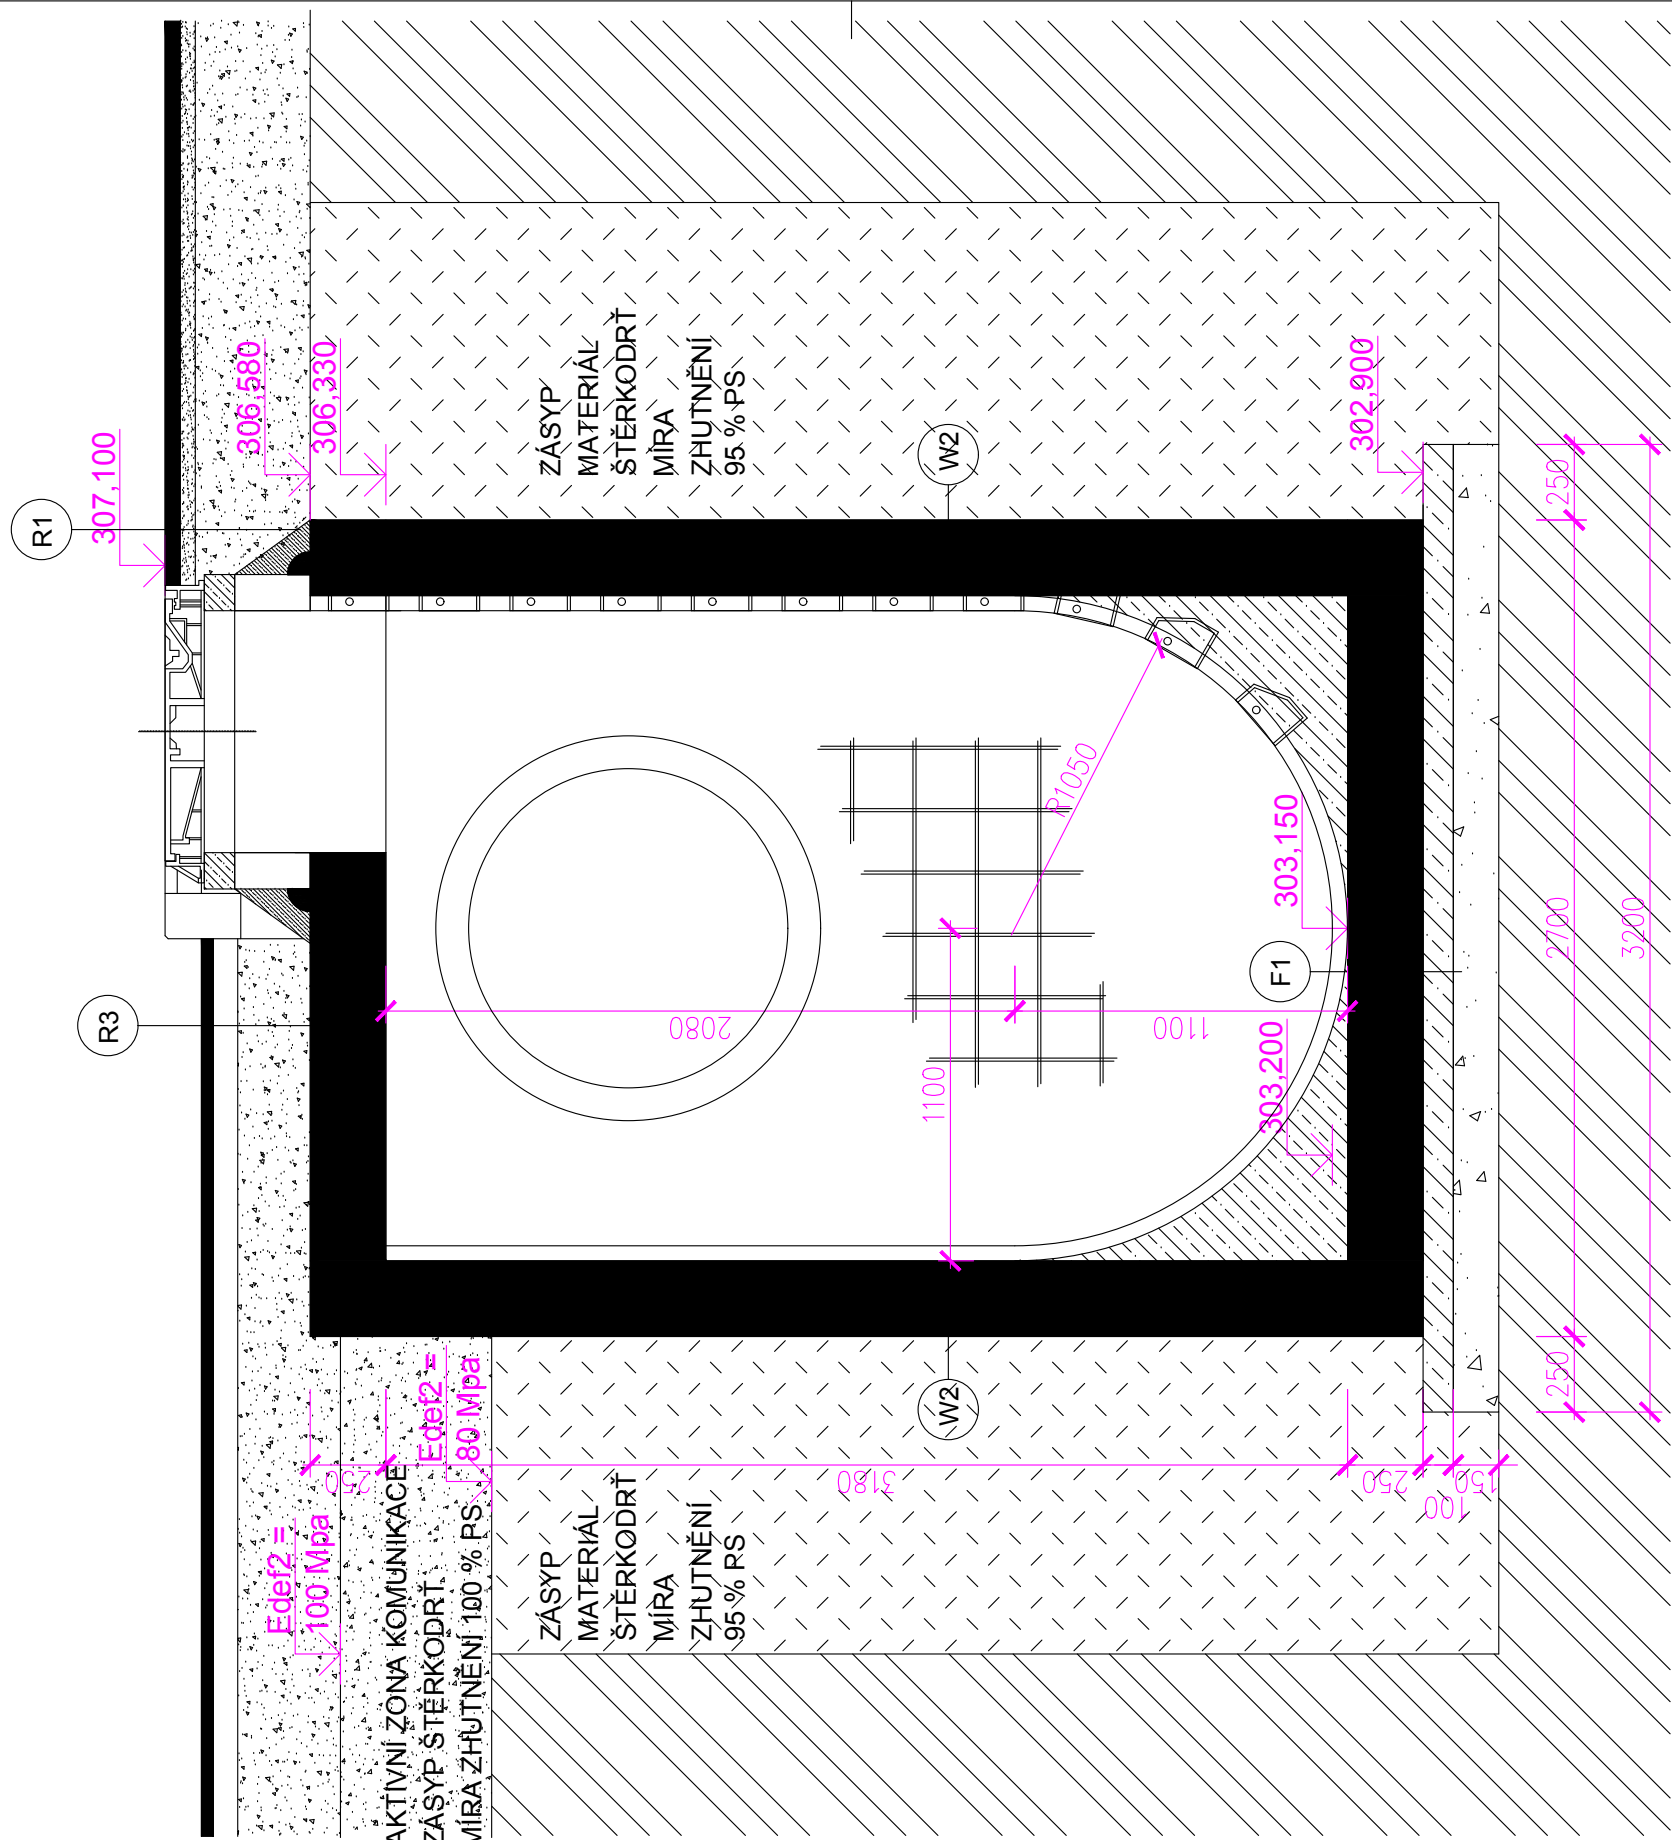 R1
307,100
306,580
306,330
ZÁSYP
MATERIÁL
ŠTĚRKODRŤ
MÍRA
ZHUTNĚNÍ
95 % PS
W2
302,900
R3
R1050
303,150
F1
303,200
2080
1100
1100
250
2700
250
3200
Edef2 =
100 Mpa
Edef2 =
80 Mpa
AKTIVNÍ ZÓNA KOMUNIKACE
ZÁSYP ŠTĚRKODRŤ
MÍRA ZHUTNĚNÍ 100 % PS
ZÁSYP
MATERIÁL
ŠTĚRKODRŤ
MÍRA
ZHUTNĚNÍ
95 % PS
W2
250
3180
250
100
150